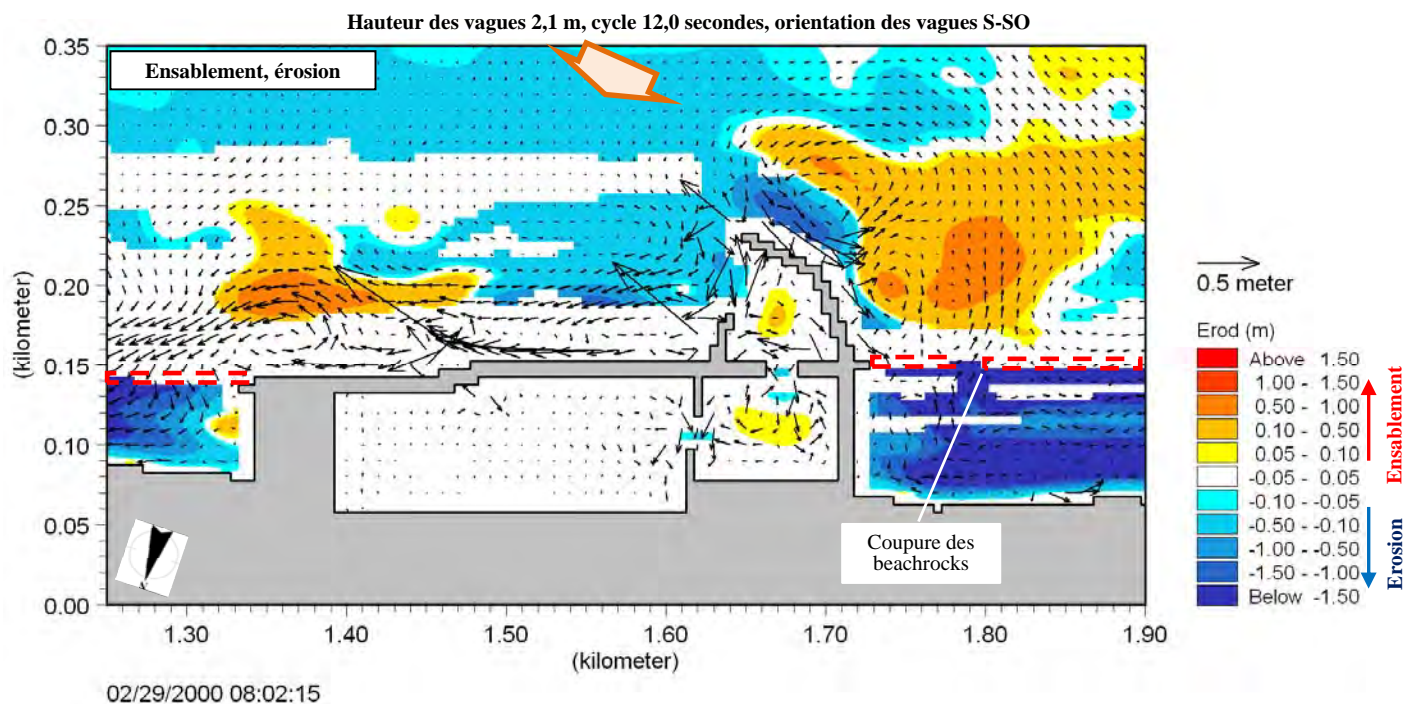 Hauteur des vagues 2,1 m, cycle 12,0 secondes, orientation des vagues S-SO
Ensablement, érosion
0.35
0.30
0.25
0.20
0.15
0.10
0.05
0.00
(kilometer)
1.30 1.40 1.50 1.60 1.70 1.80 1.90
(kilometer)
Coupure des
beachrocks
02/29/2000 08:02:15
0.5 meter
Erod (m)
Above 1.50
1.00 - 1.50
0.50 - 1.00
0.10 - 0.50
0.05 - 0.10
-0.05 - 0.05
-0.10 - -0.05
-0.50 - -0.10
-1.00 - -0.50
-1.50 - -1.00
Below -1.50
Ensablement
Erosion